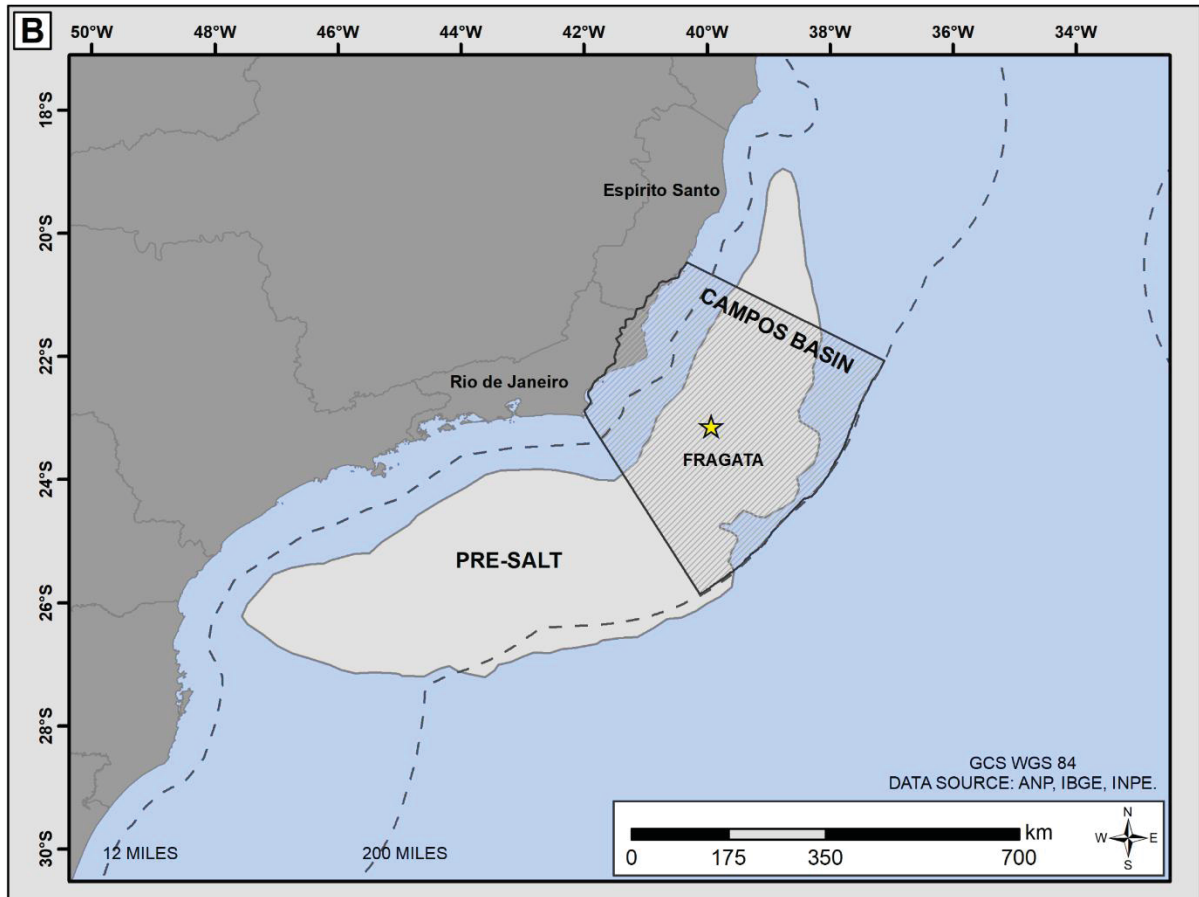 B
50°W 48°W 46°W 44°W 42°W 40°W 38°W 36°W 34°W
18°S
Espírito Santo
20°S
CAMPOS BASIN
22°S
Rio de Janeiro
FRAGATA
24°S
PRE-SALT
26°S
28°S
GCS WGS 84
DATA SOURCE: ANP, IBGE, INPE.
30°S
12 MILES
200 MILES
km
0 175 350 700
N
W E
S